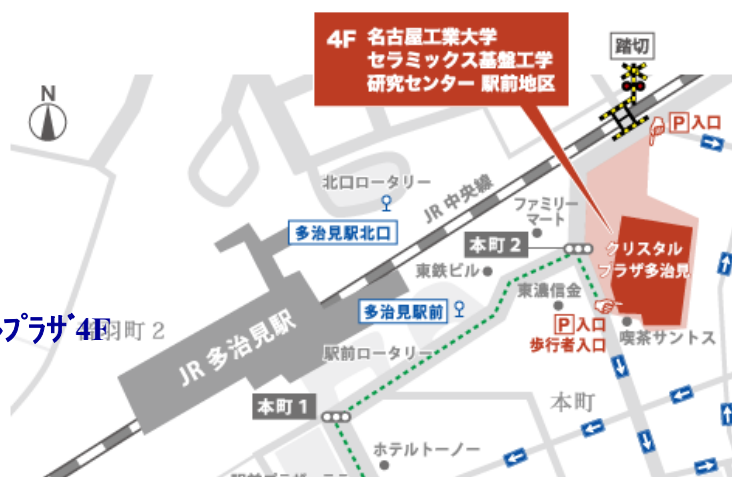 4F 名古屋工業大学
セラミックス基盤工学
研究センター 駅前地区
踏切
N
P入口
北口ロータリー
JR 中央線
ファミリー
マート
多治見駅北口
本町 2
クリスタル
プラザ多治見
東鉄ビル
東濃信金
多治見駅前
P入口
歩行者入口
喫茶サントス
プラザ4F
羽町 2
JR 多治見駅
駅前ロータリー
本町 1
本町
ホテルトーノー